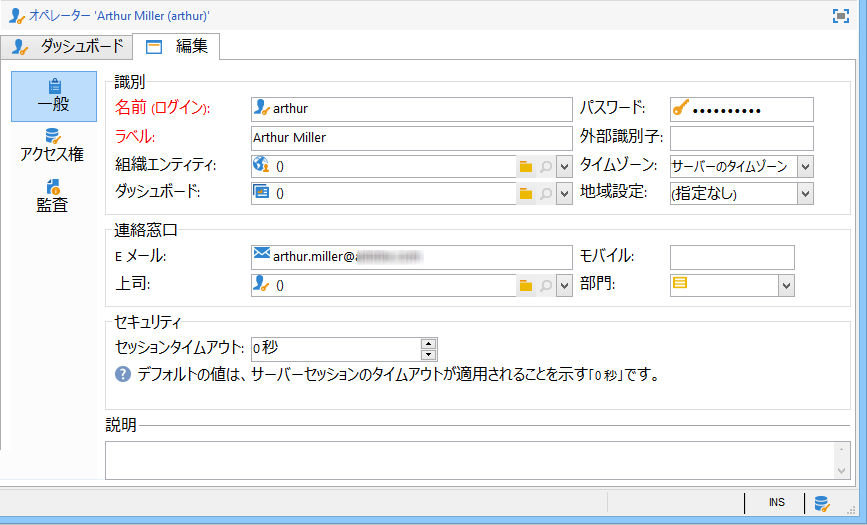 オペレーター 'Arthur Miller (arthur)'
ダッシュボード 編集
一般
アクセス権
監査
識別
名前 (ログイン): arthur パスワード: ●●●●●●●●●●
ラベル: Arthur Miller 外部識別子:
組織エンティティ: () タイムゾーン: サーバーのタイムゾーン
ダッシュボード: () 地域設定: (指定なし)
連絡窓口
E メール: arthur.miller@ モバイル:
上司: () 部門:
セキュリティ
セッションタイムアウト: 0 秒
デフォルトの値は、サーバーセッションのタイムアウトが適用されることを示す「0 秒」です。
説明
INS